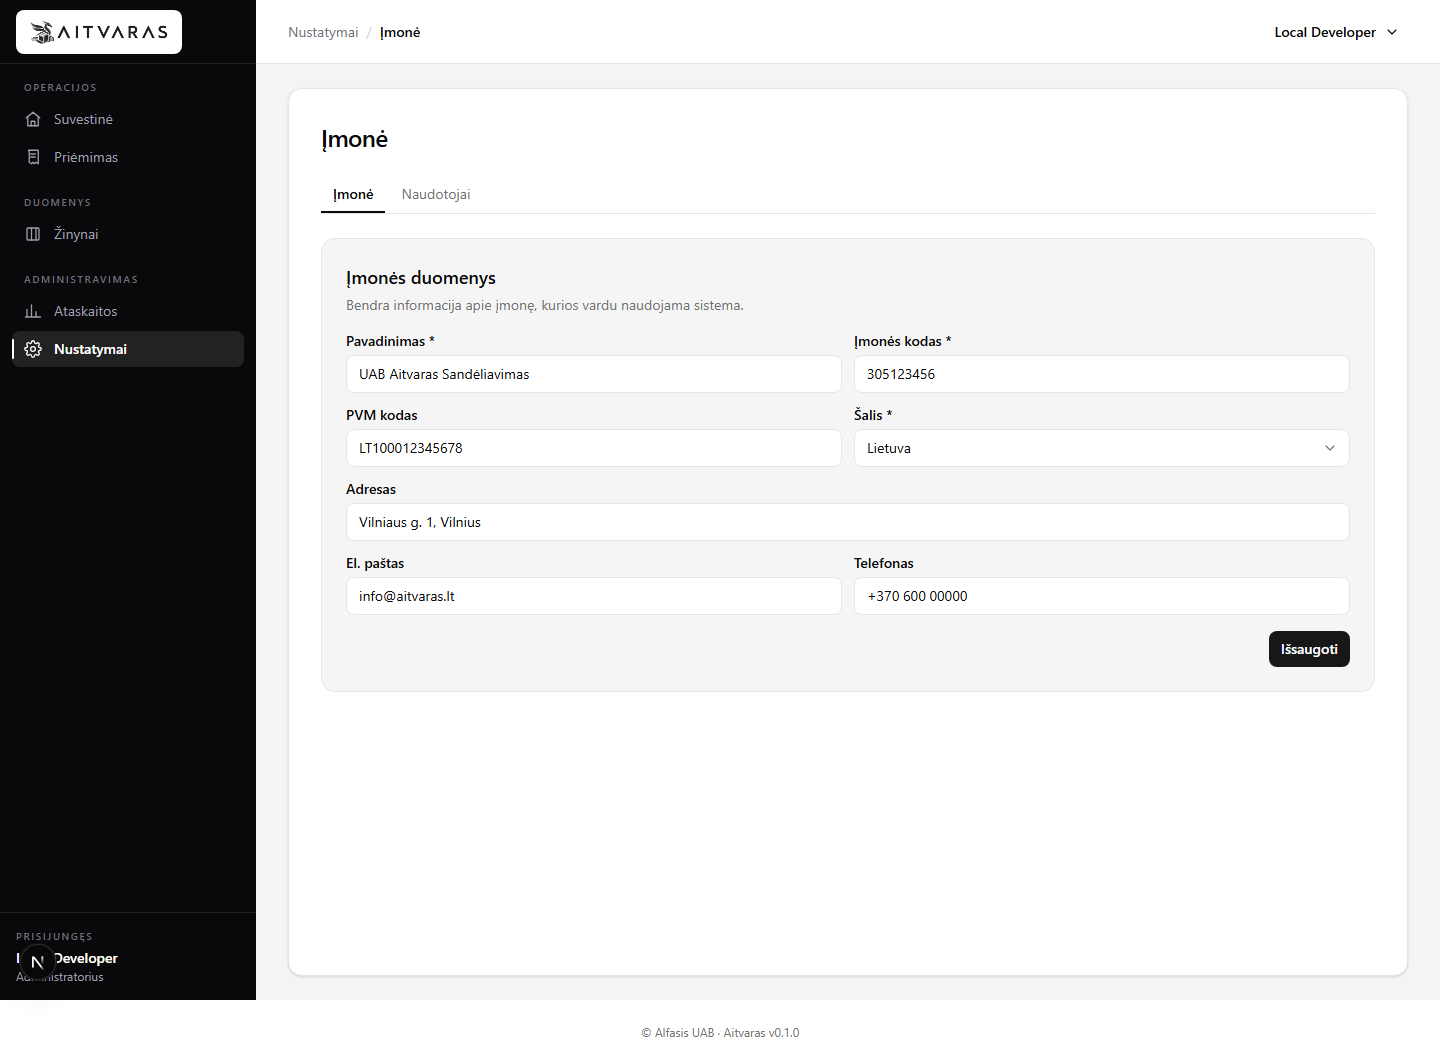 AITVARAS
Nustatymai / Įmonė
Local Developer
OPERACIJOS
Suvestinė
Priėmimas
DUOMENYS
Žinynai
ADMINISTRAVIMAS
Ataskaitos
Nustatymai
Įmonė
Įmonė Naudotojai
Įmonės duomenys
Bendra informacija apie įmonę, kurios vardu naudojama sistema.
Pavadinimas * Įmonės kodas *
UAB Aitvaras Sandėliavimas 305123456
PVM kodas Šalis *
LT100012345678 Lietuva
Adresas
Vilniaus g. 1, Vilnius
El. paštas Telefonas
info@aitvaras.lt +370 600 00000
Išsaugoti
PRISIJUNGĘS
Developer
N
© Alfasis UAB · Aitvaras v0.1.0